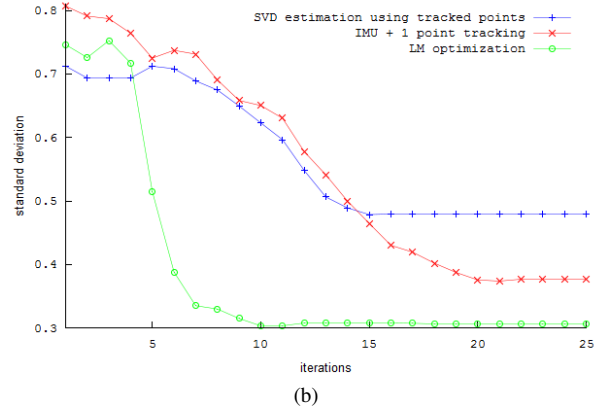 0.8
0.7
0.6
0.5
0.4
0.3
standard deviation
SVD estimation using tracked points
IMU + 1 point tracking
LM optimization
5 10 15 20 25
iterations
(b)